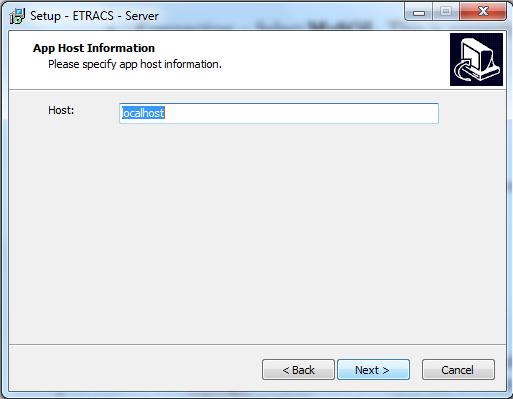 Setup - ETRACS - Server
App Host Information
Please specify app host information.
Host:
localhost
< Back
Next >
Cancel